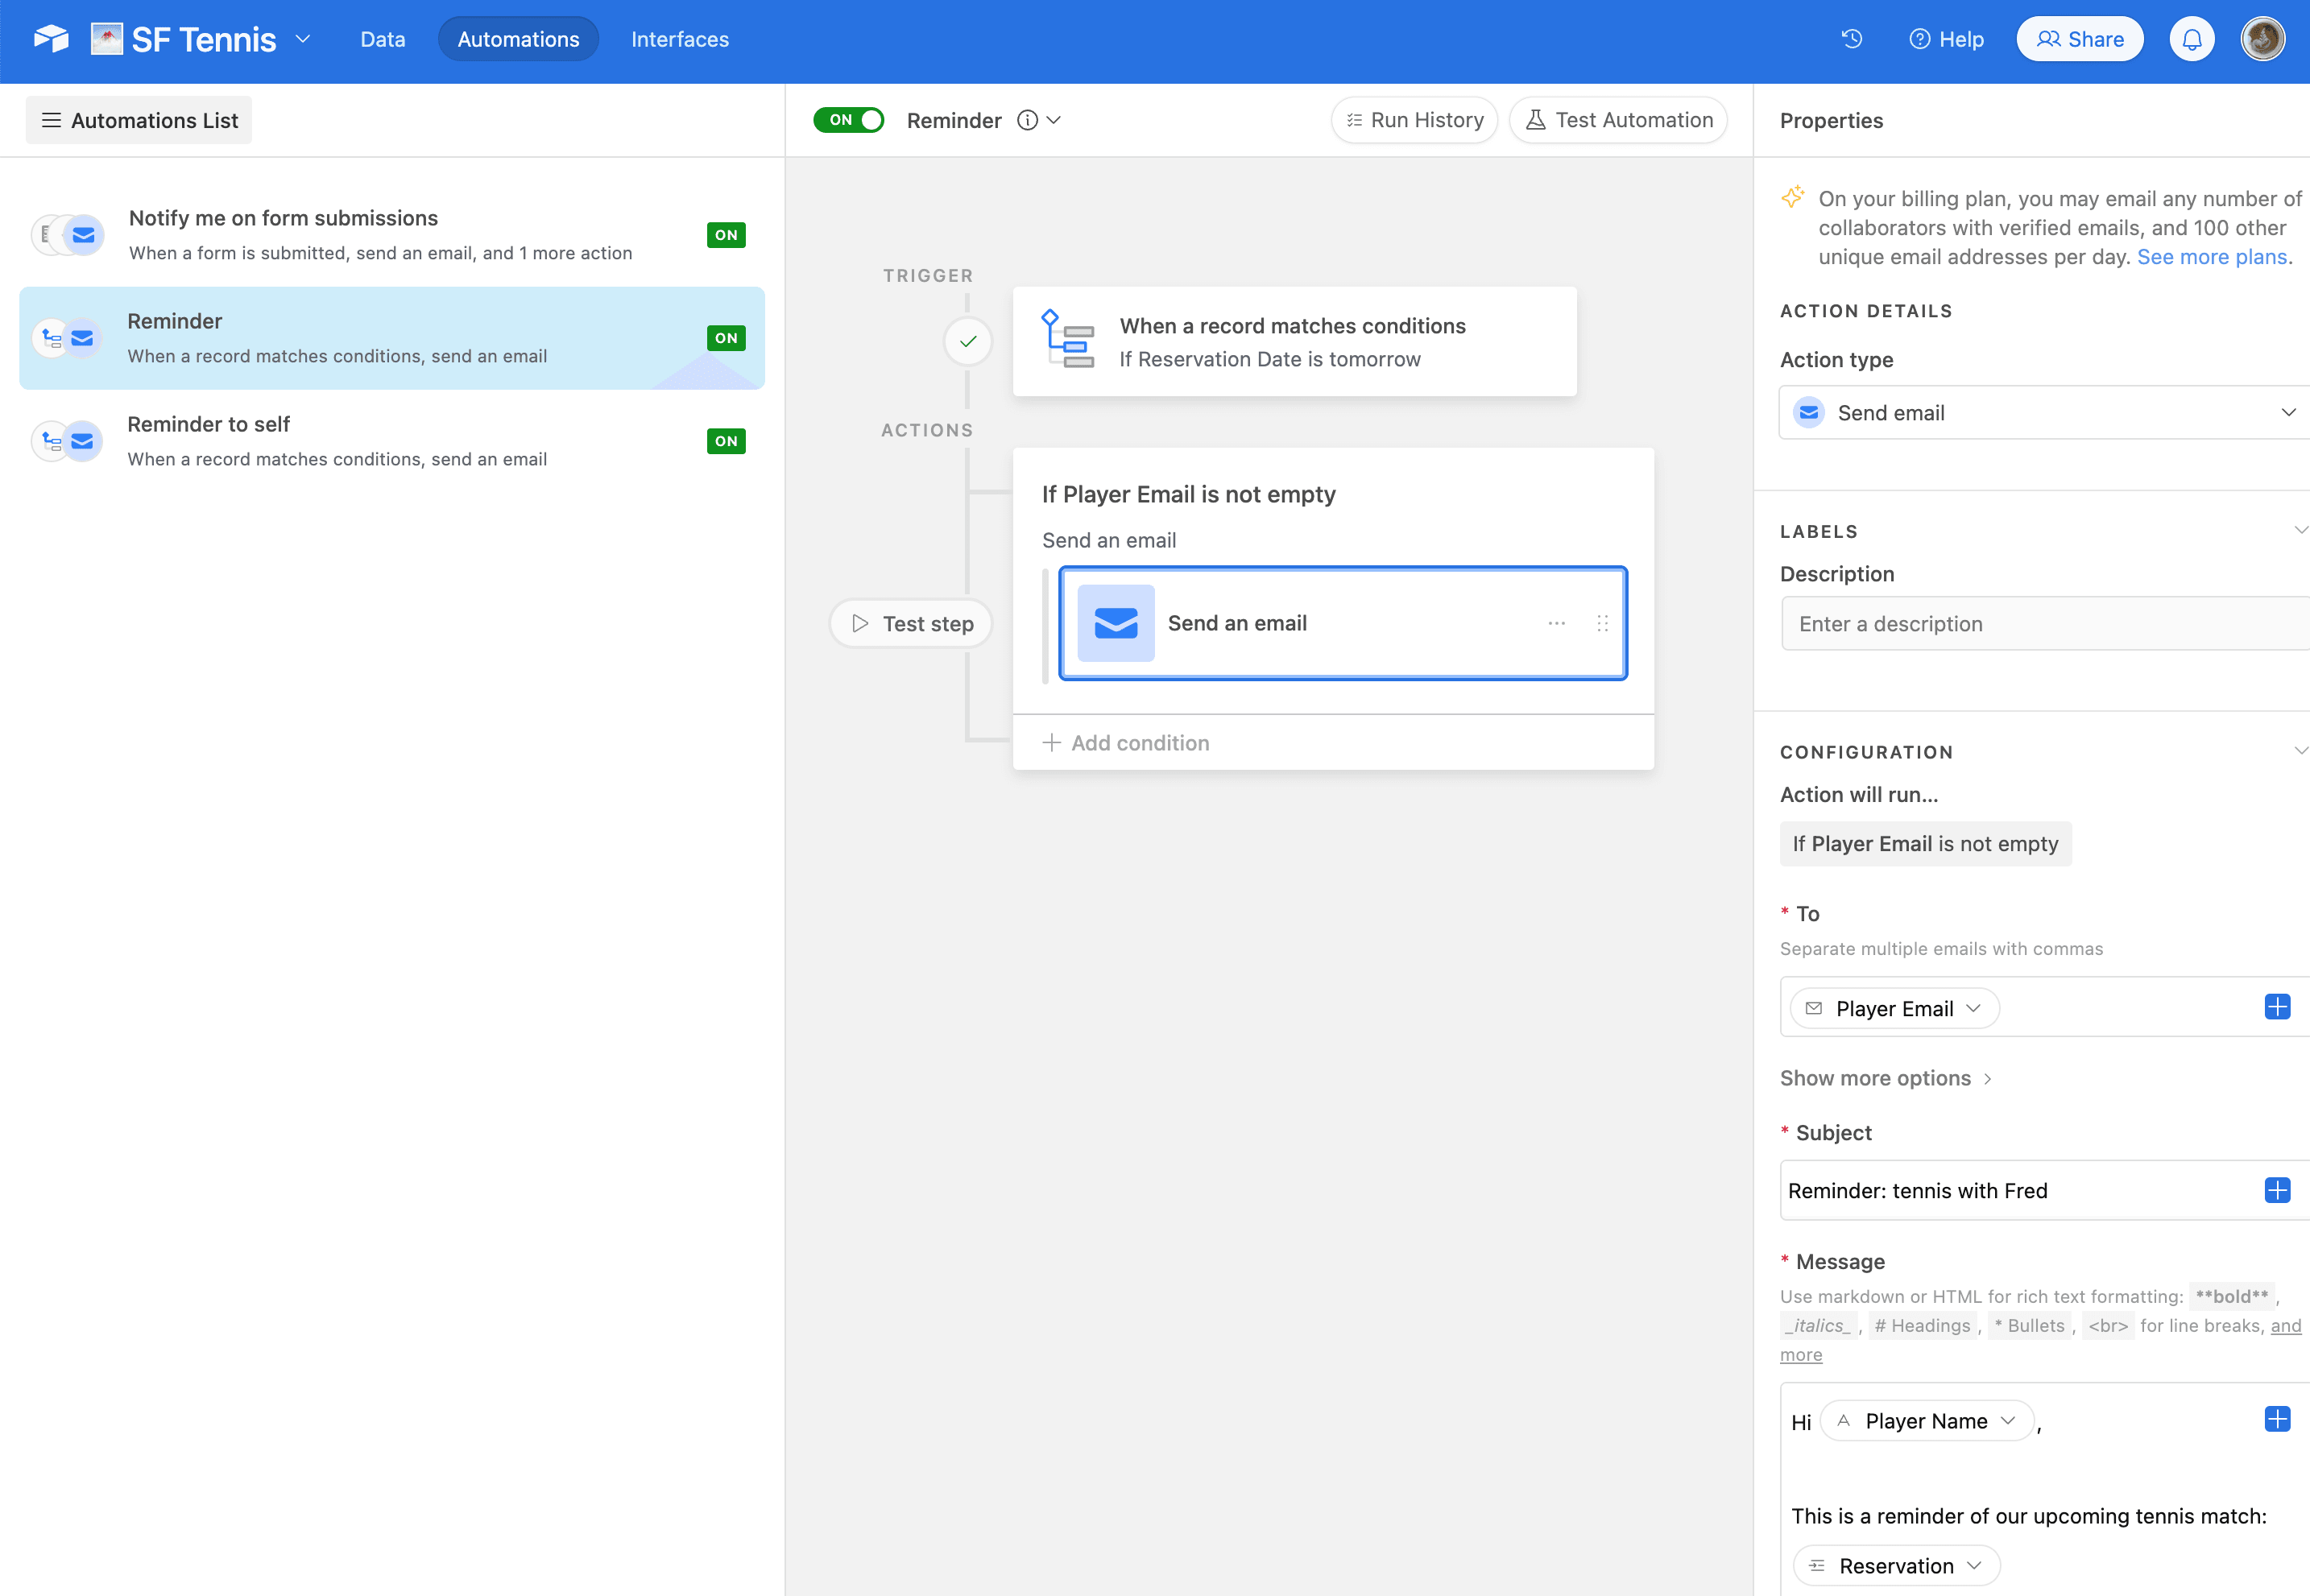 SF Tennis
Data
Automations
Interfaces
Help
Share
Automations List
Notify me on form submissions
When a form is submitted, send an email, and 1 more action
ON
Reminder
When a record matches conditions, send an email
ON
Reminder to self
When a record matches conditions, send an email
ON
ON
Reminder
Run History
Test Automation
TRIGGER
When a record matches conditions
If Reservation Date is tomorrow
ACTIONS
If Player Email is not empty
Send an email
Test step
Send an email
Add condition
Properties
On your billing plan, you may email any number of
collaborators with verified emails, and 100 other
unique email addresses per day. See more plans.
ACTION DETAILS
Action type
Send email
LABELS
Description
Enter a description
CONFIGURATION
Action will run...
If Player Email is not empty
* To
Separate multiple emails with commas
Player Email
Show more options
* Subject
Reminder: tennis with Fred
* Message
Use markdown or HTML for rich text formatting: **bold**,
_italics_, # Headings, * Bullets, <br> for line breaks, and
more
Hi A Player Name,
This is a reminder of our upcoming tennis match:
Reservation